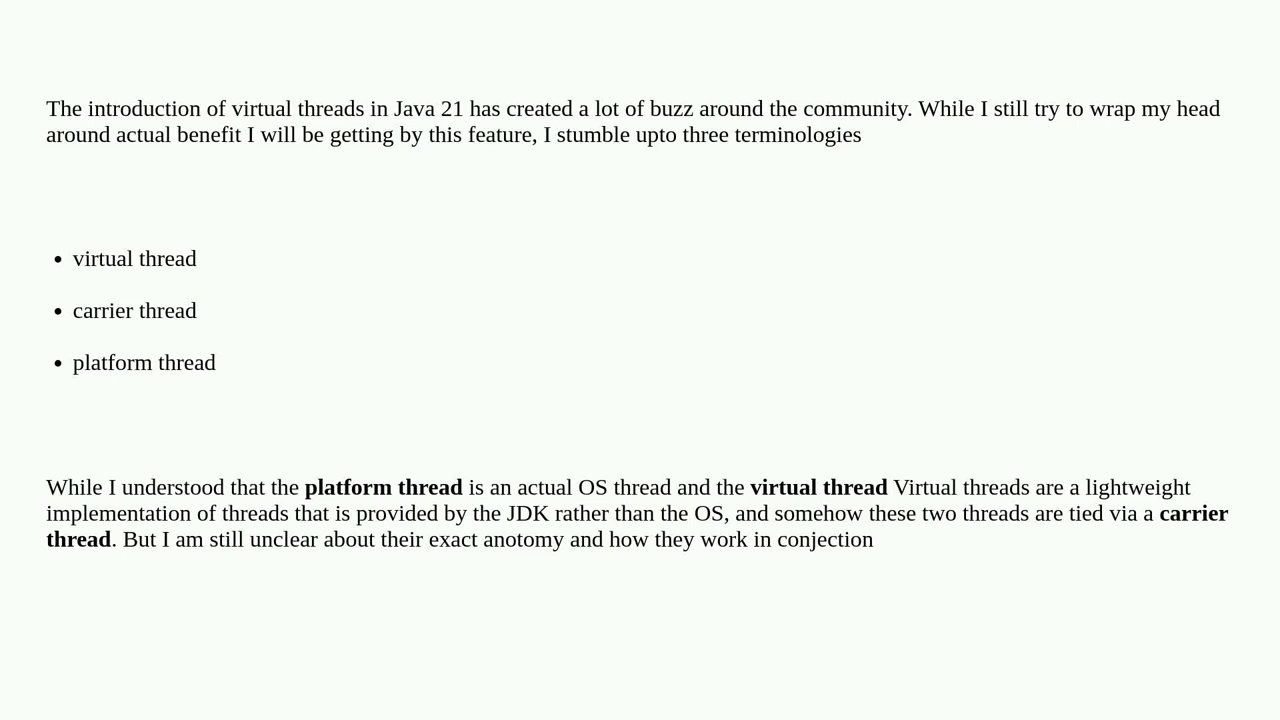 The introduction of virtual threads in Java 21 has created a lot of buzz around the community. While I still try to wrap my head
around actual benefit I will be getting by this feature, I stumble upto three terminologies
• virtual thread
• carrier thread
• platform thread
While I understood that the platform thread is an actual OS thread and the virtual thread Virtual threads are a lightweight
implementation of threads that is provided by the JDK rather than the OS, and somehow these two threads are tied via a carrier
thread. But I am still unclear about their exact anotomy and how they work in conjection